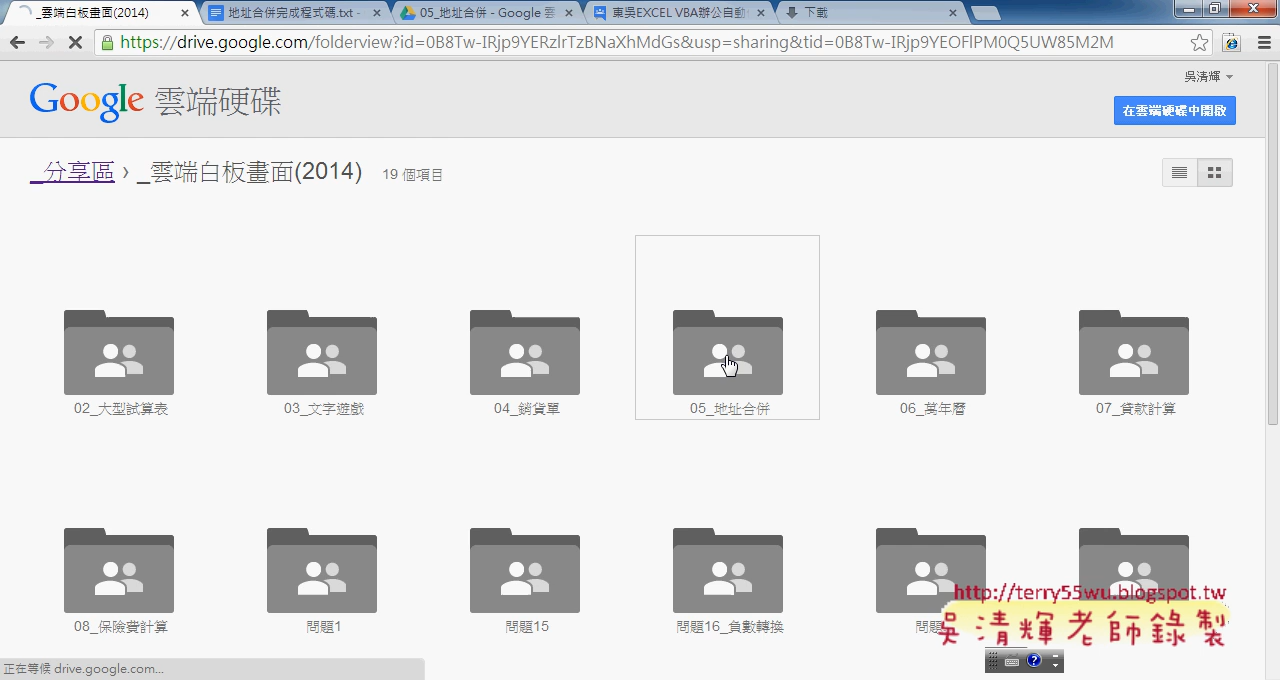 _雲端白板畫面(2014)
地址合併完成程式碼.txt -
05_地址合併 - Google 雲
東吳EXCEL VBA辦公自動
下載
https://drive.google.com/folderview?id=0B8Tw-IRjp9YERzlrTzBNaXhMdGs&usp=sharing&tid=0B8Tw-IRjp9YEOFlPM0Q5UW85M2M
吳清輝
Google 雲端硬碟
在雲端硬碟中開啟
_分享區 › _雲端白板畫面(2014) 19 個項目
02_大型試算表
03_文字遊戲
04_銷貨單
05_地址合併
06_萬年曆
07_貸款計算
08_保險費計算
問題1
問題15
問題16_負數轉換
問題
http://terry55wu.blogspot.tw
吳清輝老師錄製
正在等候 drive.google.com...